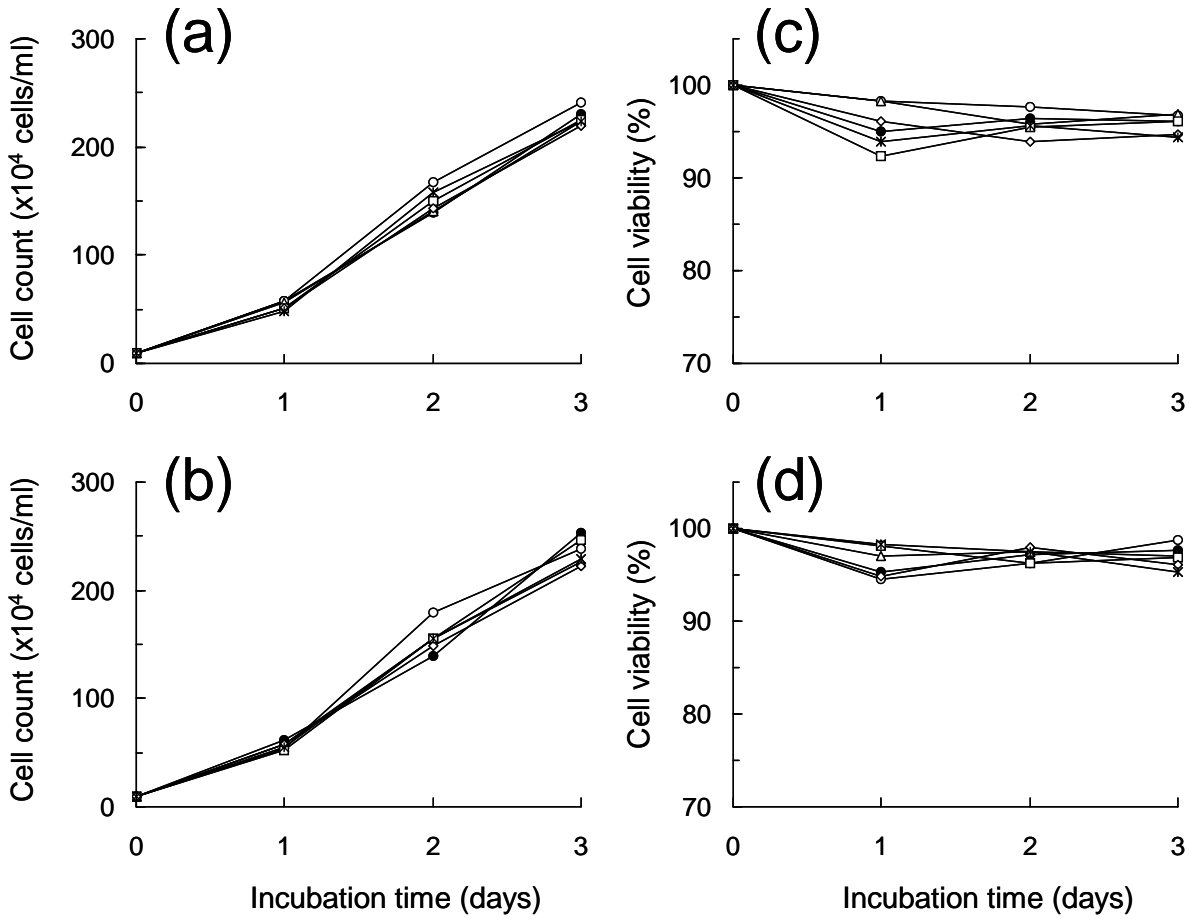 (a)
Cell count (x10⁴ cells/ml)
300
200
100
0
0 1 2 3
(c)
Cell viability (%)
100
90
80
70
0 1 2 3
(b)
Cell count (x10⁴ cells/ml)
300
200
100
0
0 1 2 3
Incubation time (days)
(d)
Cell viability (%)
100
90
80
70
0 1 2 3
Incubation time (days)